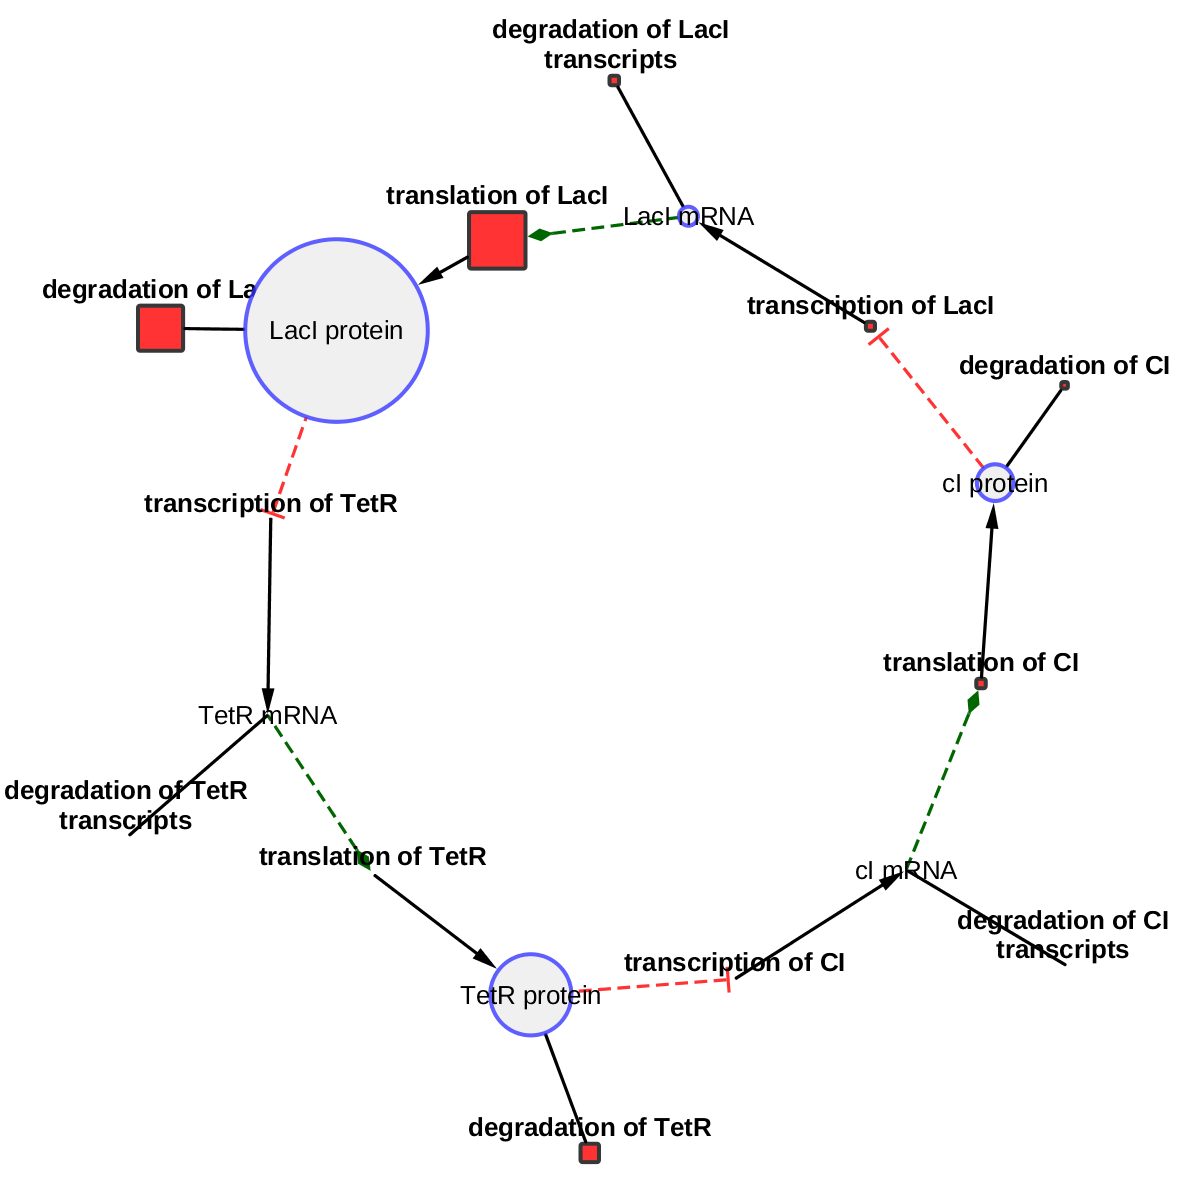 degradation of LacI
transcripts
translation of LacI
LacI mRNA
degradation of La
LacI protein
transcription of LacI
degradation of CI
cI protein
transcription of TetR
translation of CI
TetR mRNA
degradation of TetR
transcripts
translation of TetR
cI mRNA
degradation of CI
transcripts
transcription of CI
TetR protein
degradation of TetR